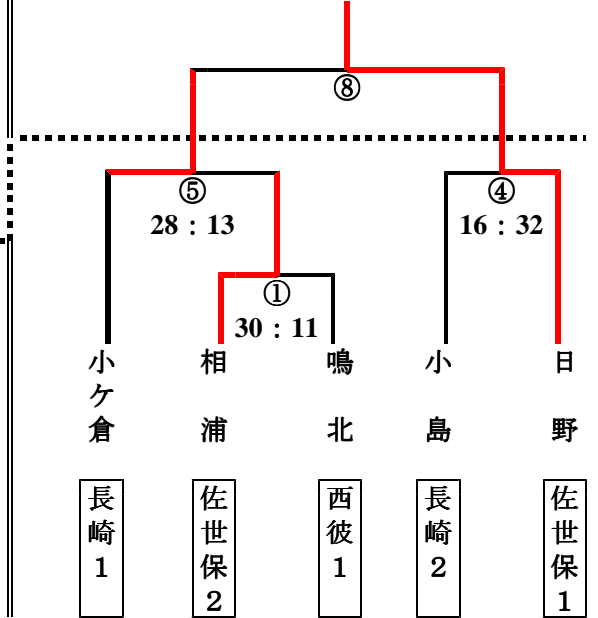 ⑧
⑤
④
28：13
16：32
①
30：11
小ケ倉
相浦
鳴北
小島
日野
長崎1
佐世保2
西彼1
長崎2
佐世保1